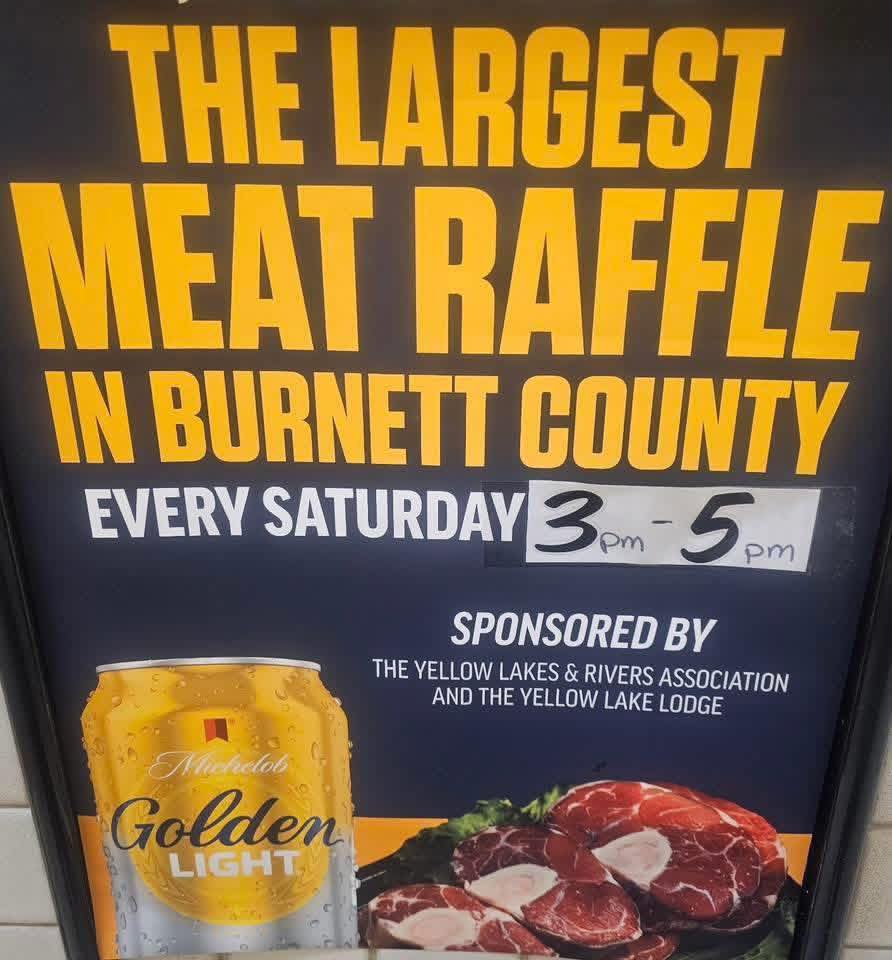 THE LARGEST
MEAT RAFFLE
IN BURNETT COUNTY
EVERY SATURDAY 3pm - 5pm
SPONSORED BY
THE YELLOW LAKES & RIVERS ASSOCIATION
AND THE YELLOW LAKE LODGE
Michelob
Golden
LIGHT